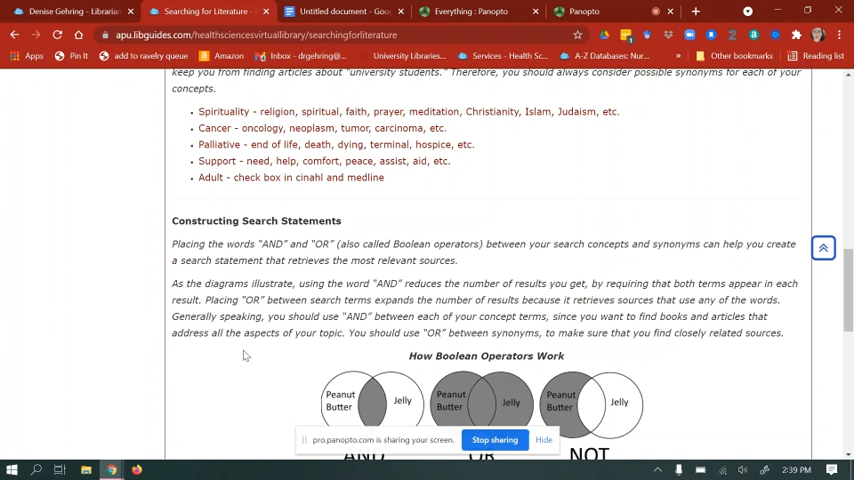 Denise Gehring - Librarian
Searching for Literature -
Untitled document - Goo
Everything : Panopto
Panopto
apu.libguides.com/healthsciencesvirtuallibrary/searchingforliterature
Apps
Pin It
add to ravelry queue
Amazon
Inbox - drgehring@...
University Libraries...
Services - Health Sc...
A-Z Databases: Nur...
»
Other bookmarks
Reading list
keep you from finding articles about "university students." Therefore, you should always consider possible synonyms for each of your
concepts.
• Spirituality - religion, spiritual, faith, prayer, meditation, Christianity, Islam, Judaism, etc.
• Cancer - oncology, neoplasm, tumor, carcinoma, etc.
• Palliative - end of life, death, dying, terminal, hospice, etc.
• Support - need, help, comfort, peace, assist, aid, etc.
• Adult - check box in cinahl and medline
Constructing Search Statements
Placing the words "AND" and "OR" (also called Boolean operators) between your search concepts and synonyms can help you create
a search statement that retrieves the most relevant sources.
As the diagrams illustrate, using the word "AND" reduces the number of results you get, by requiring that both terms appear in each
result. Placing "OR" between search terms expands the number of results because it retrieves sources that use any of the words.
Generally speaking, you should use "AND" between each of your concept terms, since you want to find books and articles that
address all the aspects of your topic. You should use "OR" between synonyms, to make sure that you find closely related sources.
How Boolean Operators Work
Peanut
Butter
Jelly
Peanut
Butter
Jelly
Peanut
Butter
Jelly
AND
OR
NOT
pro.panopto.com is sharing your screen.
Stop sharing
Hide
2:39 PM